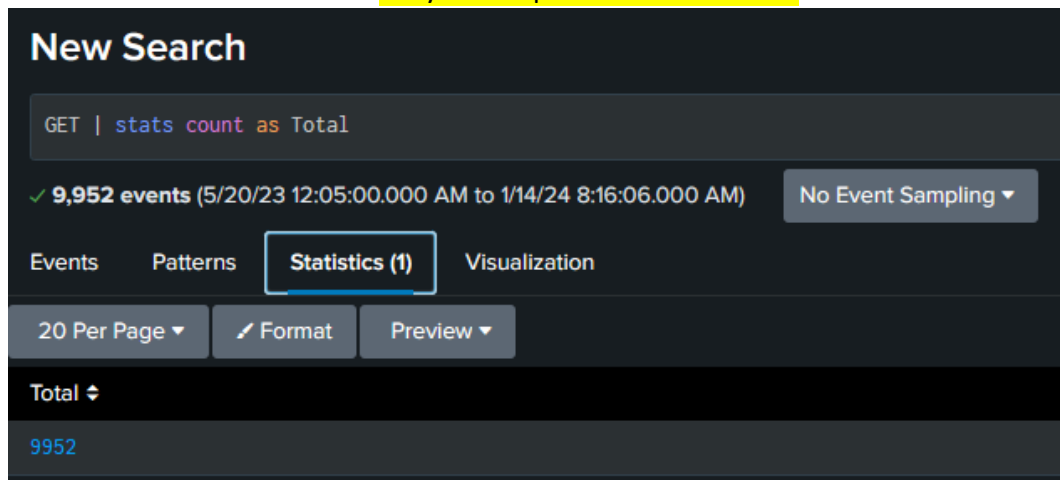 New Search
GET | stats count as Total
✓ 9,952 events (5/20/23 12:05:00.000 AM to 1/14/24 8:16:06.000 AM) No Event Sampling ▾
Events Patterns Statistics (1) Visualization
20 Per Page ▾ Format Preview ▾
Total
9952